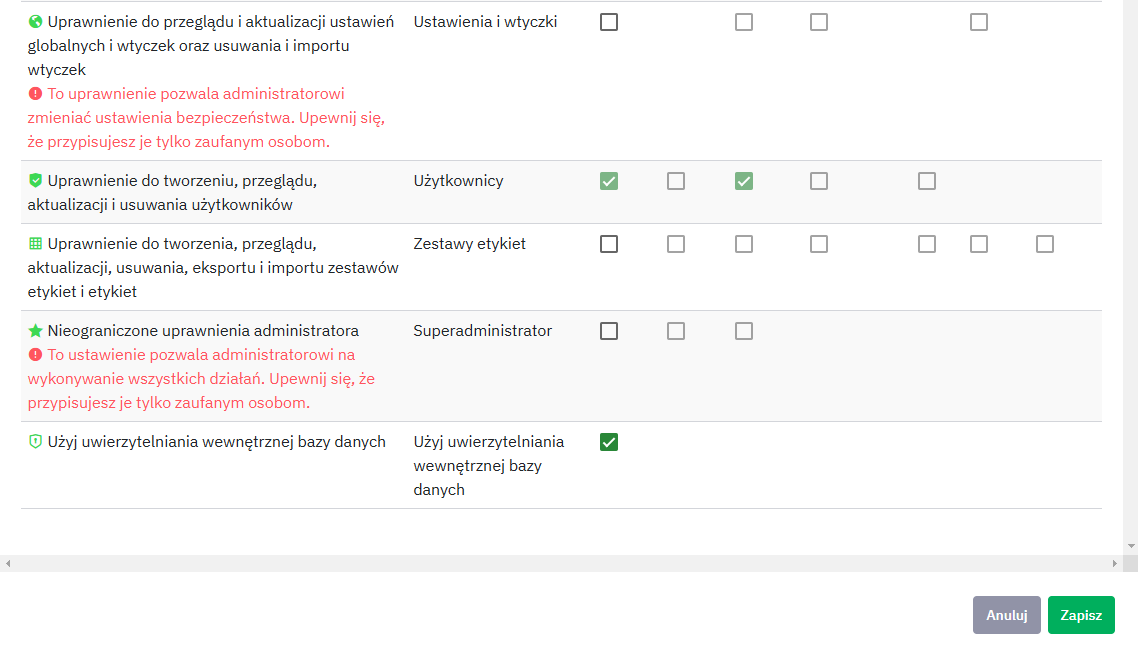 Uprawnienie do przeglądu i aktualizacji ustawień
globalnych i wtyczek oraz usuwania i importu
wtyczek
To uprawnienie pozwala administratorowi
zmieniać ustawienia bezpieczeństwa. Upewnij się,
że przypisujesz je tylko zaufanym osobom.
Ustawienia i wtyczki
Uprawnienie do tworzeniu, przeglądu,
aktualizacji i usuwania użytkowników
Użytkownicy
Uprawnienie do tworzenia, przeglądu,
aktualizacji, usuwania, eksportu i importu zestawów
etykiet i etykiet
Zestawy etykiet
Nieograniczone uprawnienia administratora
To ustawienie pozwala administratorowi na
wykonywanie wszystkich działań. Upewnij się, że
przypisujesz je tylko zaufanym osobom.
Superadministrator
Użyj uwierzytelniania wewnętrznej bazy danych
Użyj uwierzytelniania
wewnętrznej bazy
danych
Anuluj
Zapisz